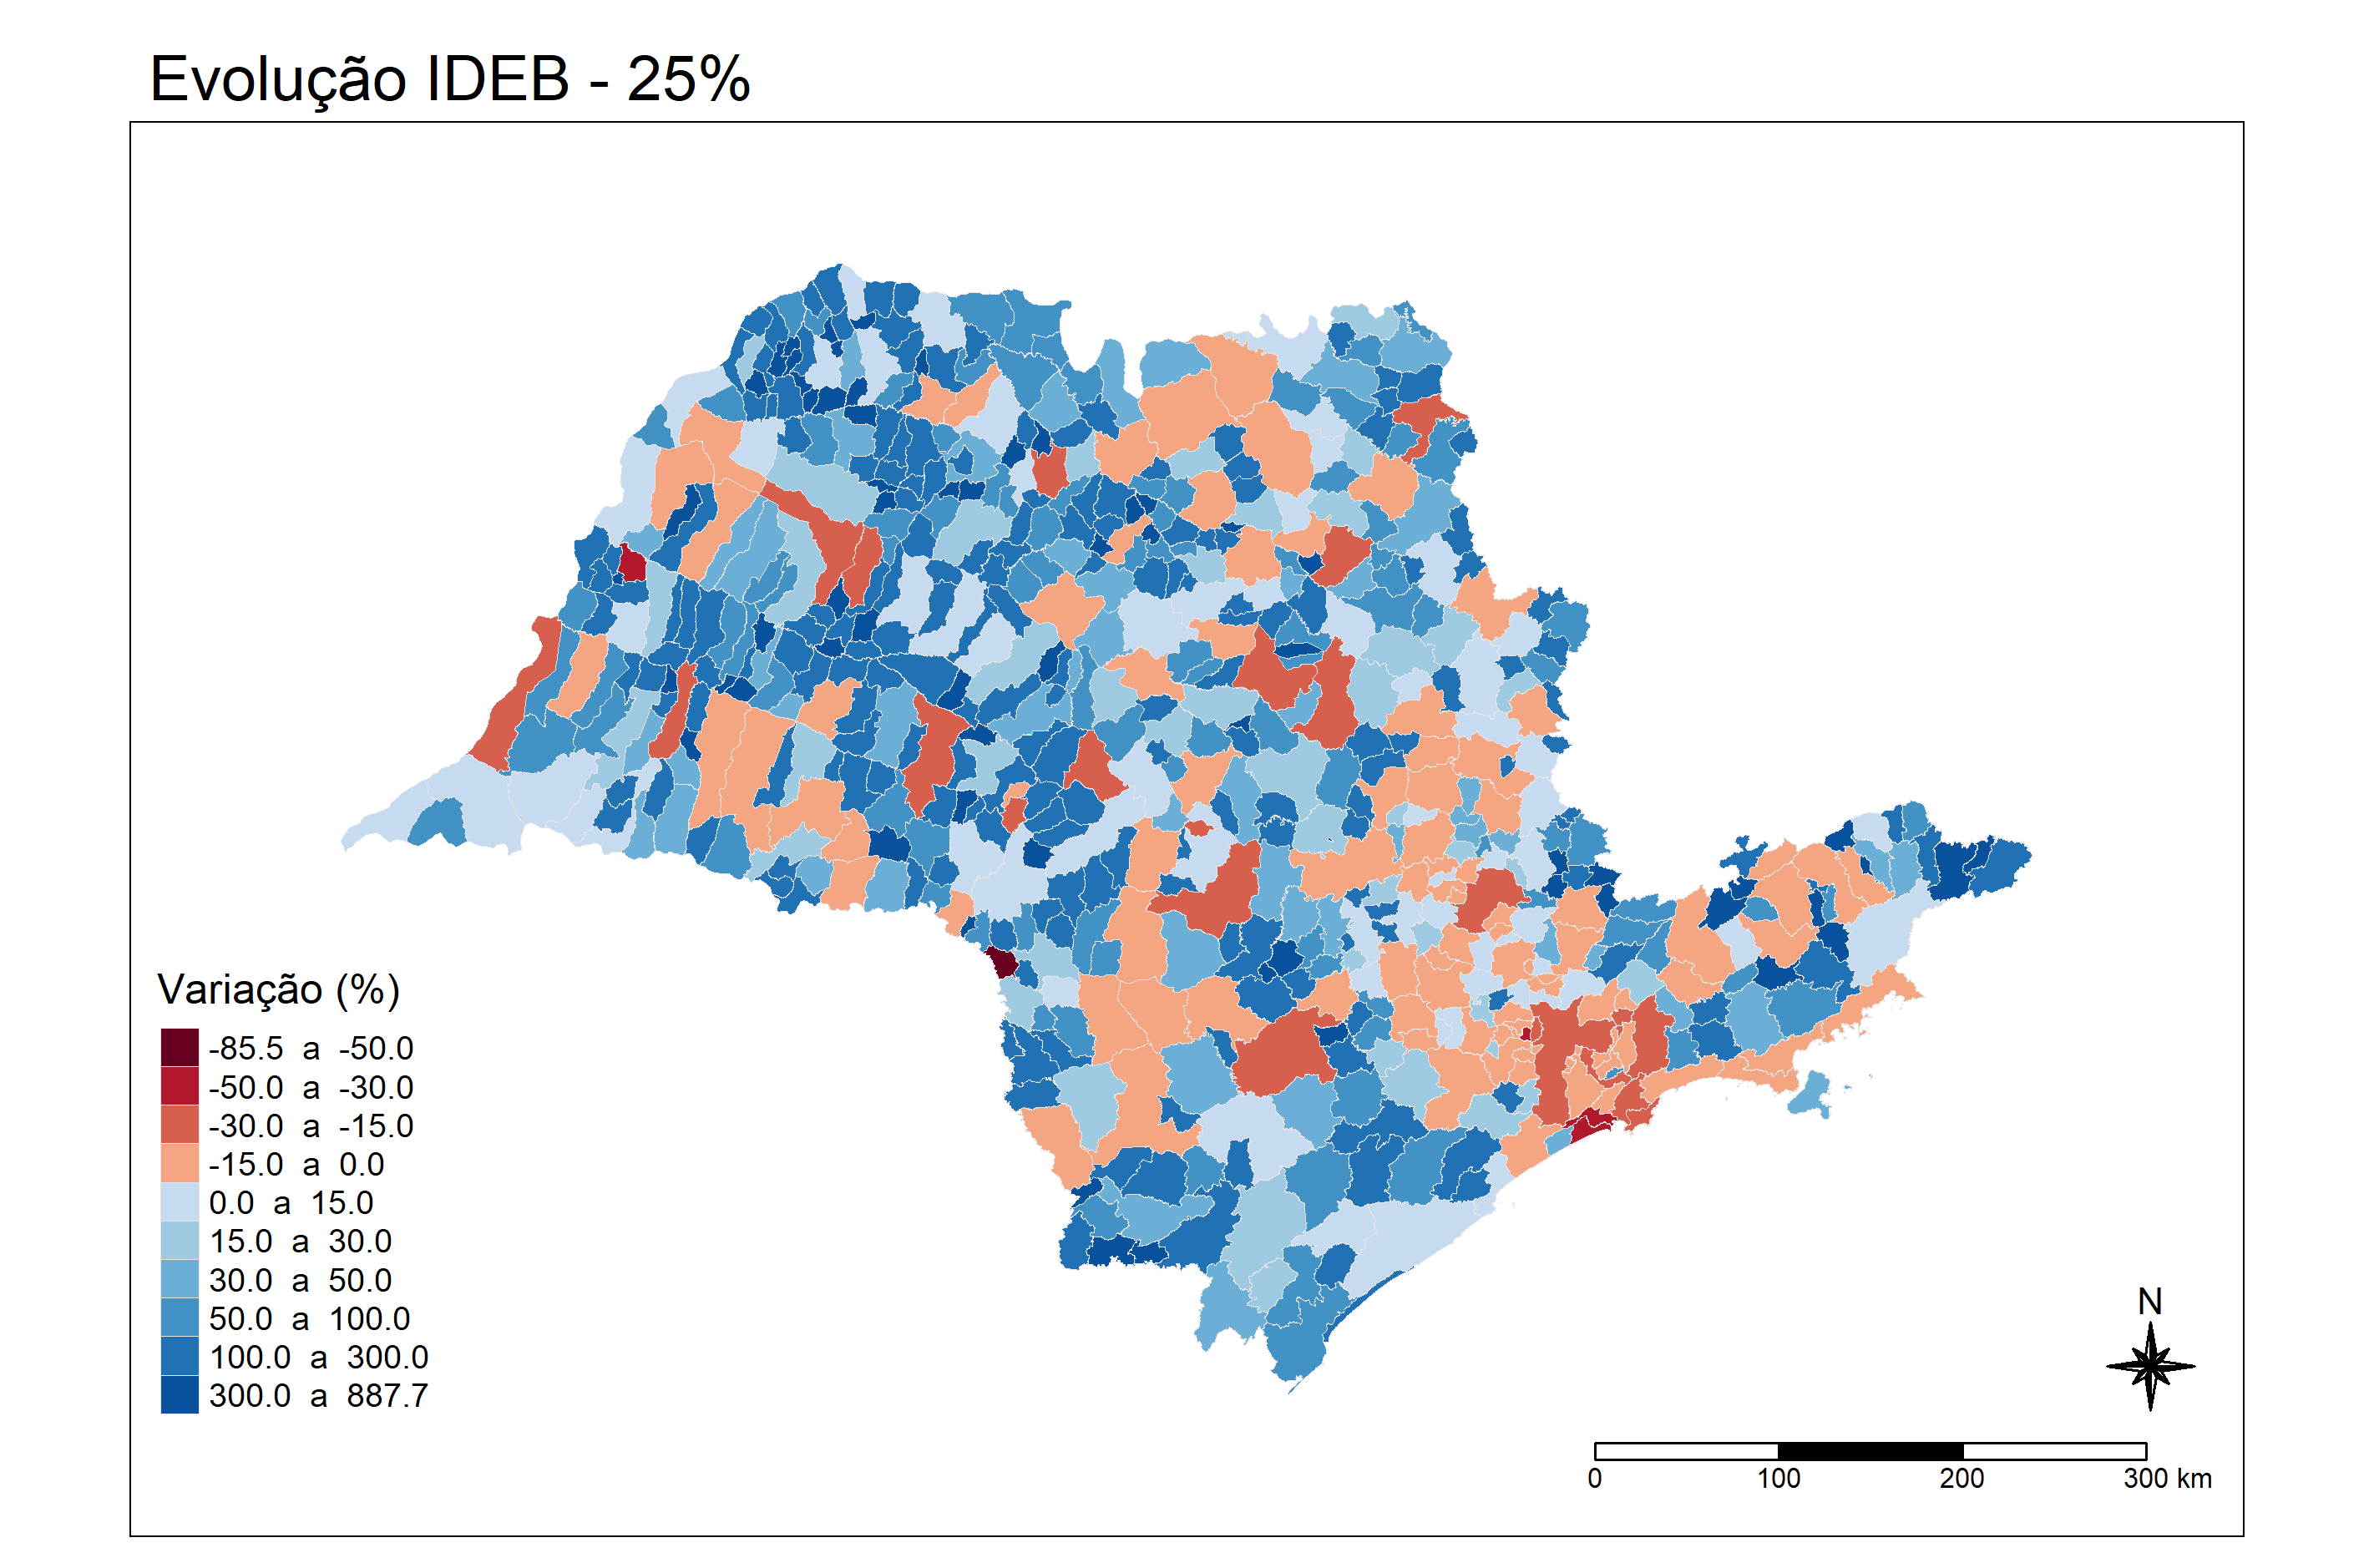 Evolução IDEB - 25%
Variação (%)
-85.5 a -50.0
-50.0 a -30.0
-30.0 a -15.0
-15.0 a 0.0
0.0 a 15.0
15.0 a 30.0
30.0 a 50.0
50.0 a 100.0
100.0 a 300.0
300.0 a 887.7
N
0 100 200 300 km